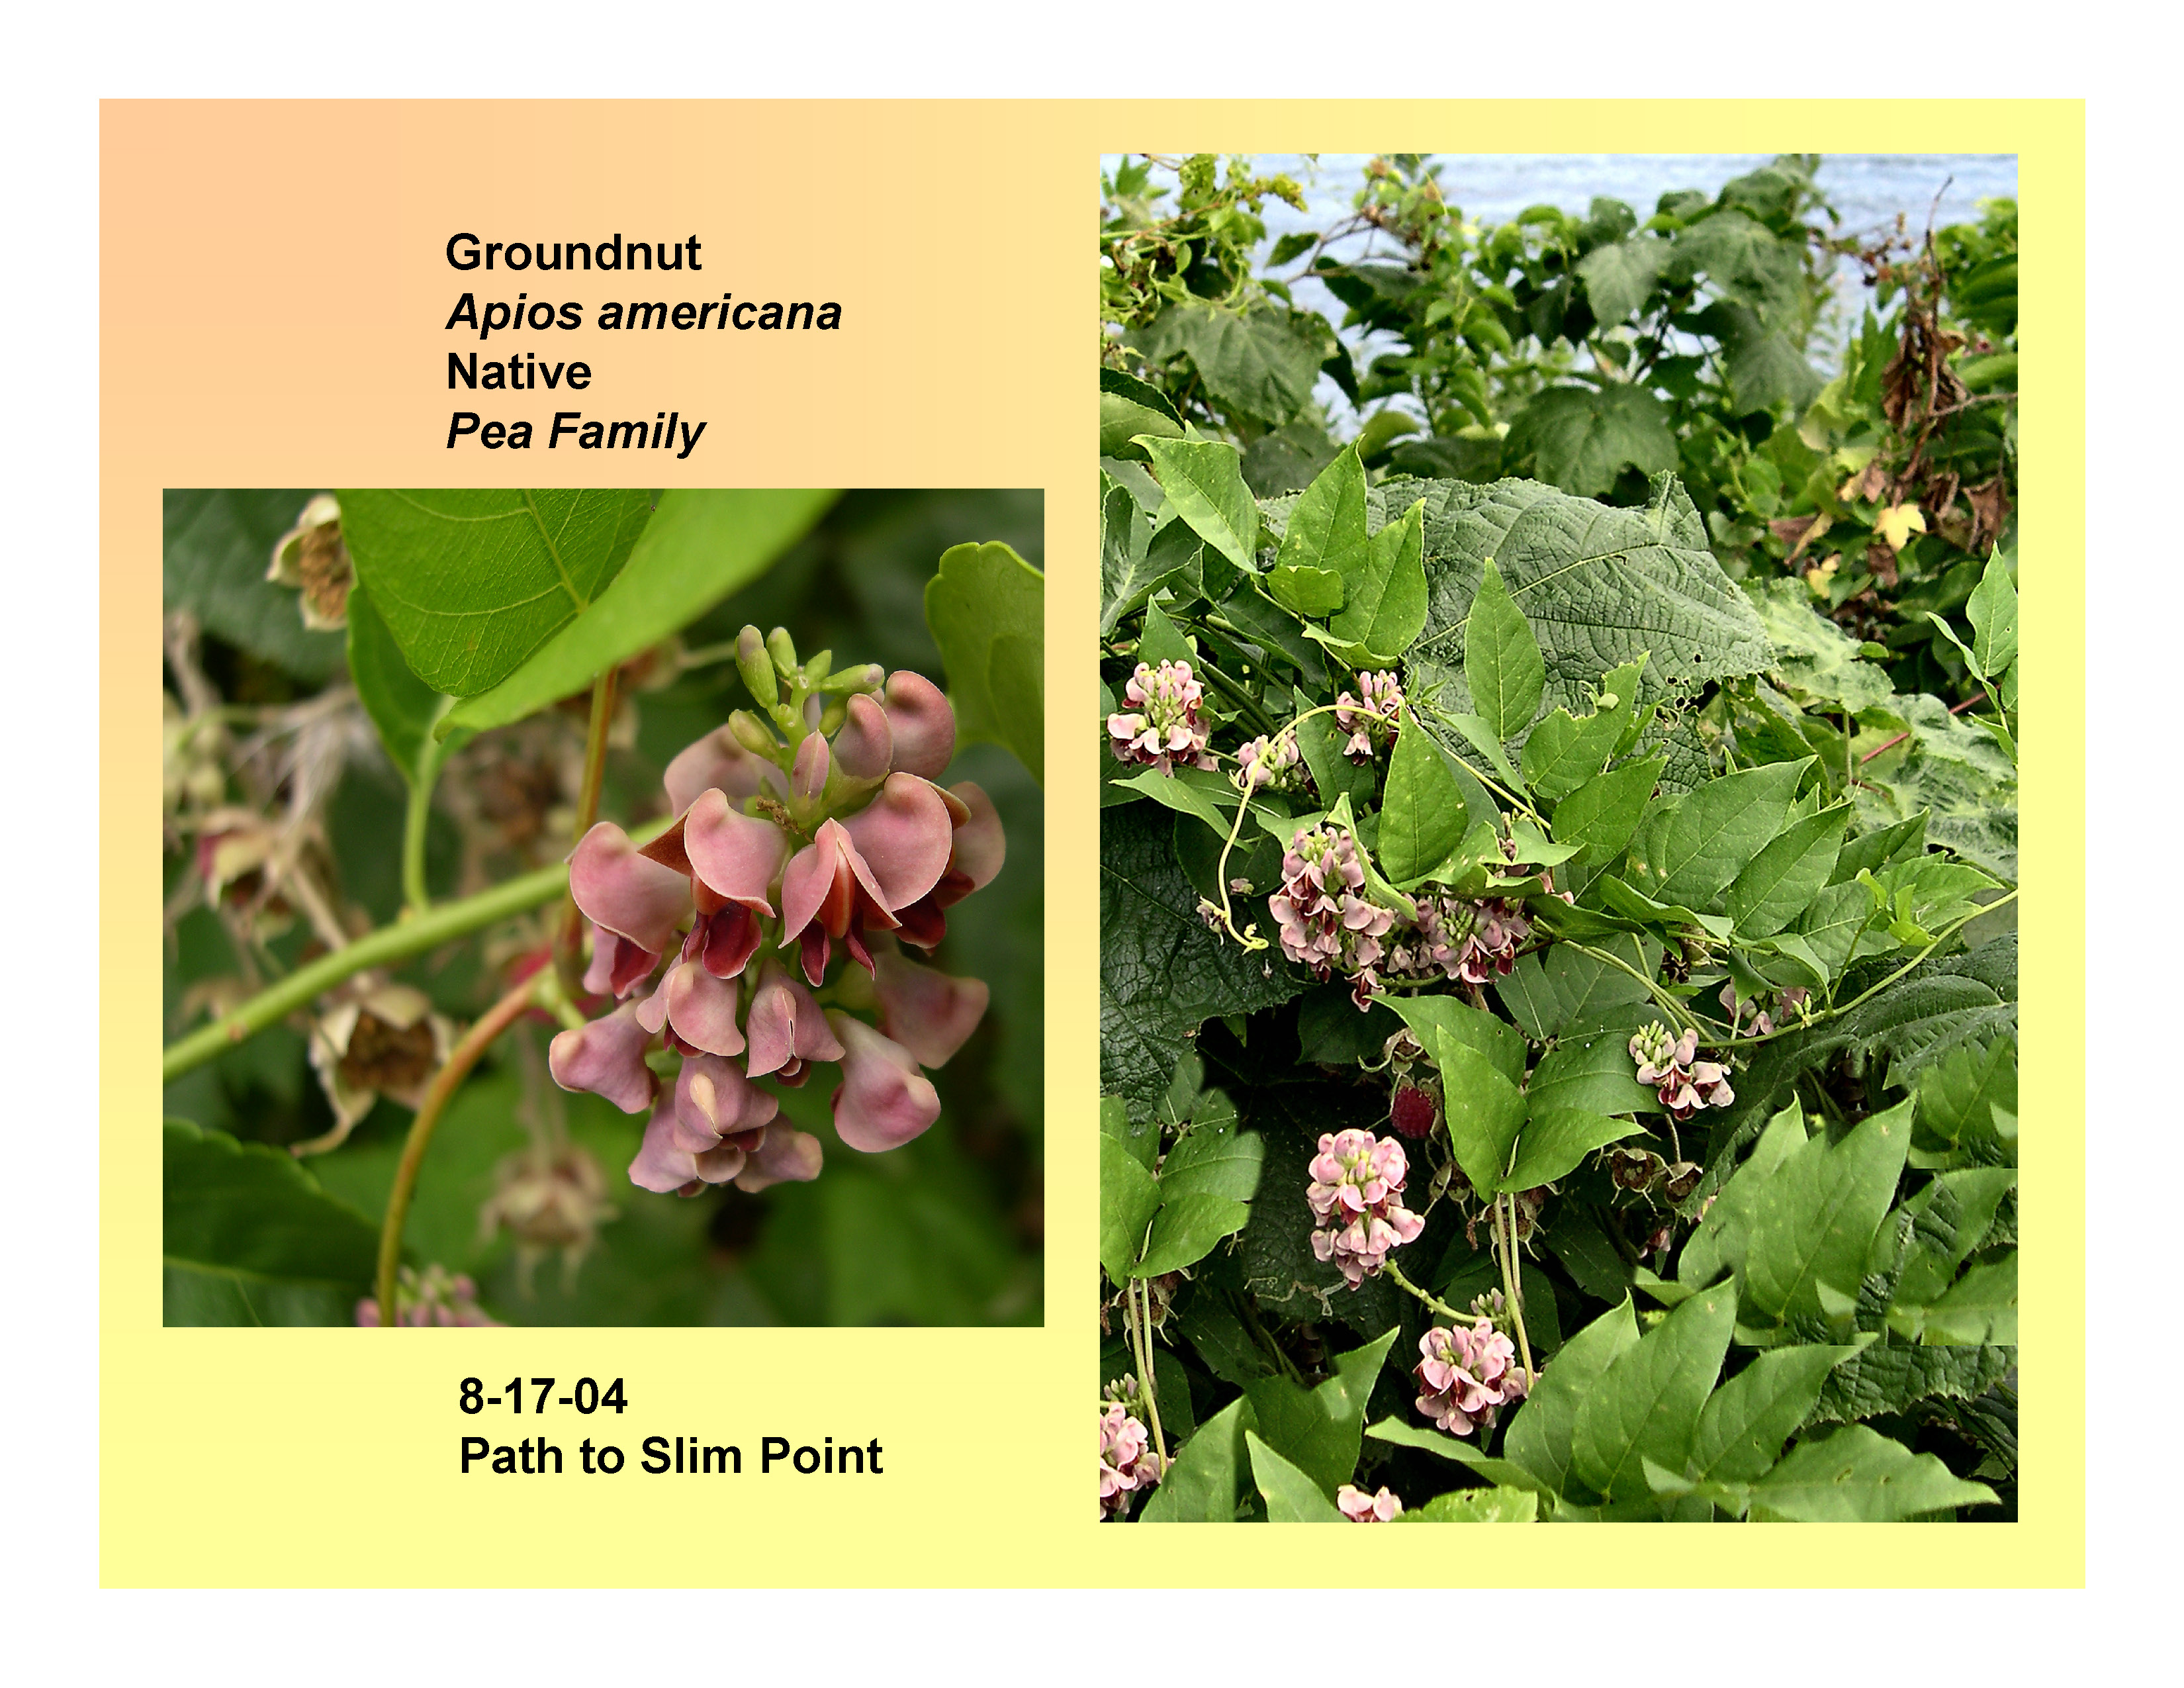 Groundnut
Apios americana
Native
Pea Family
8-17-04
Path to Slim Point